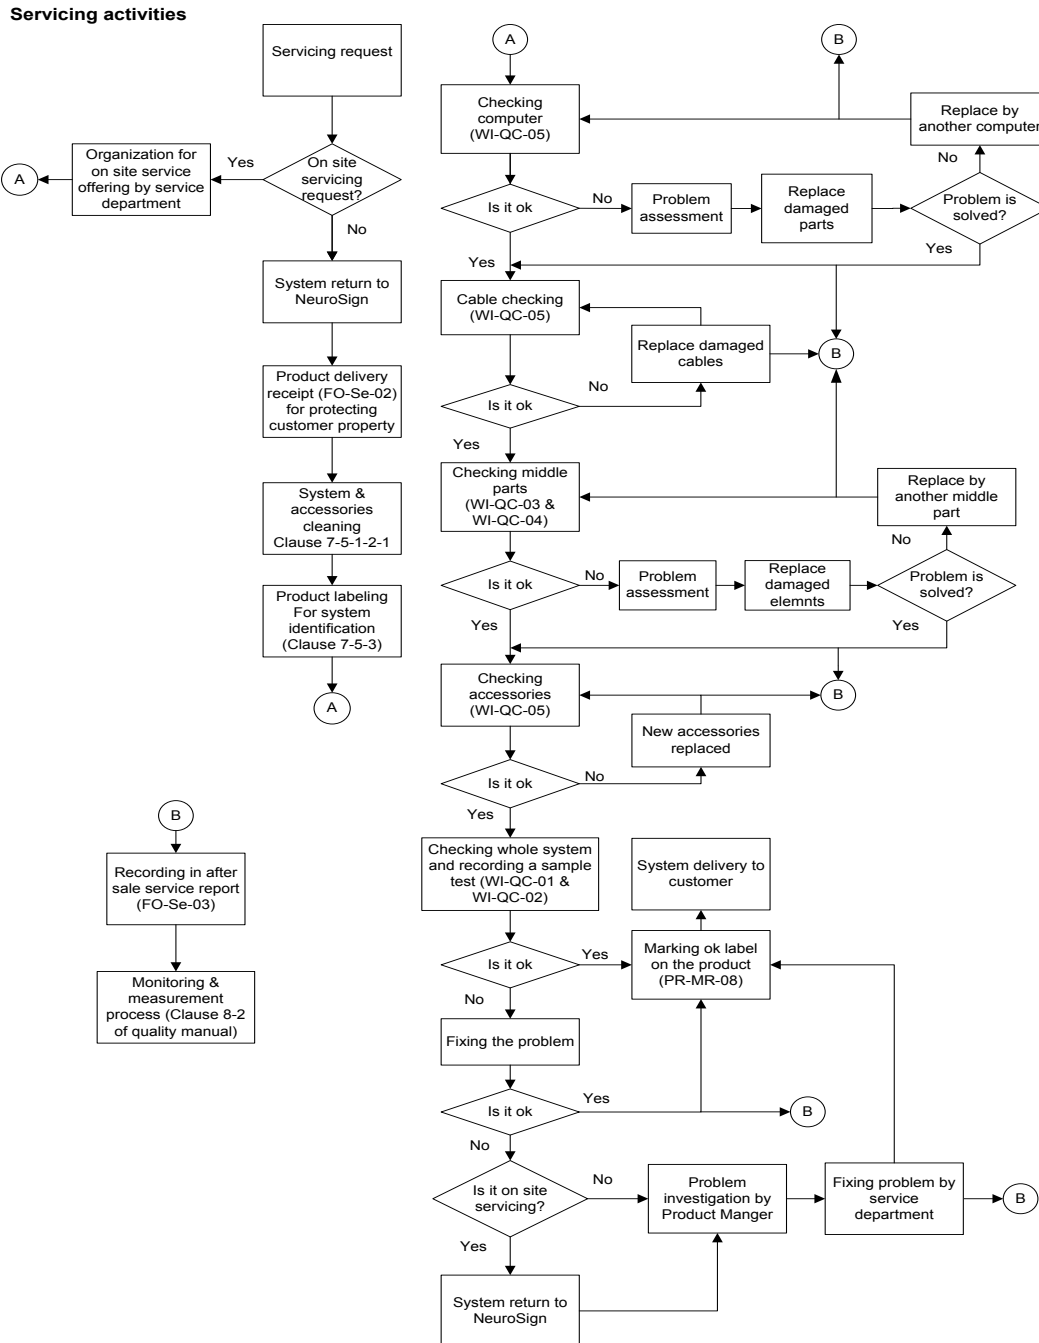 Servicing activities
Servicing request
On site
servicing
request?
Yes
Organization for
on site service
offering by service
department
A
No
System return to
NeuroSign
Product delivery
receipt (FO-Se-02)
for protecting
customer property
System &
accessories
cleaning
Clause 7-5-1-2-1
Product labeling
For system
identification
(Clause 7-5-3)
A
B
Recording in after
sale service report
(FO-Se-03)
Monitoring &
measurement
process (Clause 8-2
of quality manual)
A
Checking
computer
(WI-QC-05)
B
Replace by
another computer
Is it ok
No
Problem
assessment
Replace
damaged
parts
Problem is
solved?
No
Yes
Yes
Cable checking
(WI-QC-05)
Replace damaged
cables
B
Is it ok
No
Yes
Checking middle
parts
(WI-QC-03 &
WI-QC-04)
Replace by
another middle
part
Is it ok
No
Problem
assessment
Replace
damaged
elemnts
Problem is
solved?
No
Yes
Yes
Checking
accessories
(WI-QC-05)
B
New accessories
replaced
Is it ok
No
Yes
Checking whole
system
and recording a sample
test (WI-QC-01 &
WI-QC-02)
System delivery to
customer
Is it ok
Yes
Marking ok label
on the product
(PR-MR-08)
No
Fixing the problem
Is it ok
Yes
B
No
Is it on site
servicing?
No
Problem
investigation by
Product Manger
Fixing problem by
service
department
B
Yes
System return to
NeuroSign